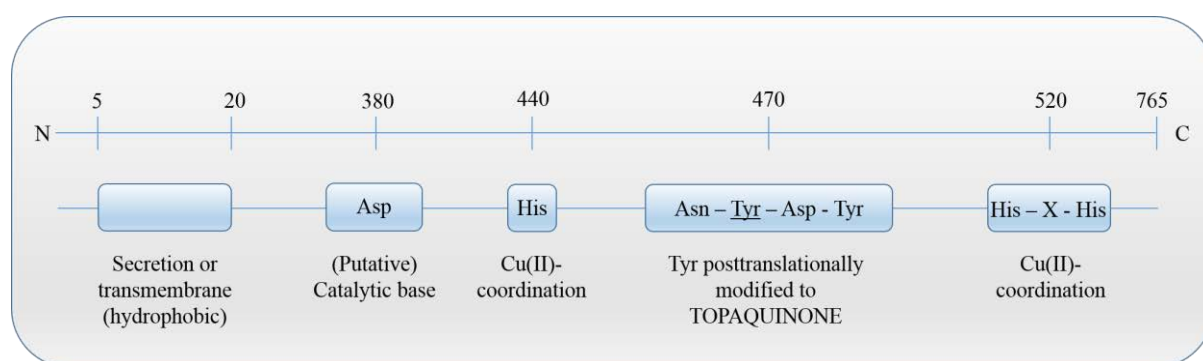 5 20 380 440 470 520 765
N C
Asp His Asn – Tyr – Asp - Tyr His – X - His
Secretion or
transmembrane
(hydrophobic)
(Putative)
Catalytic base
Cu(II)-
coordination
Tyr posttranslationally
modified to
TOPAQUINONE
Cu(II)-
coordination